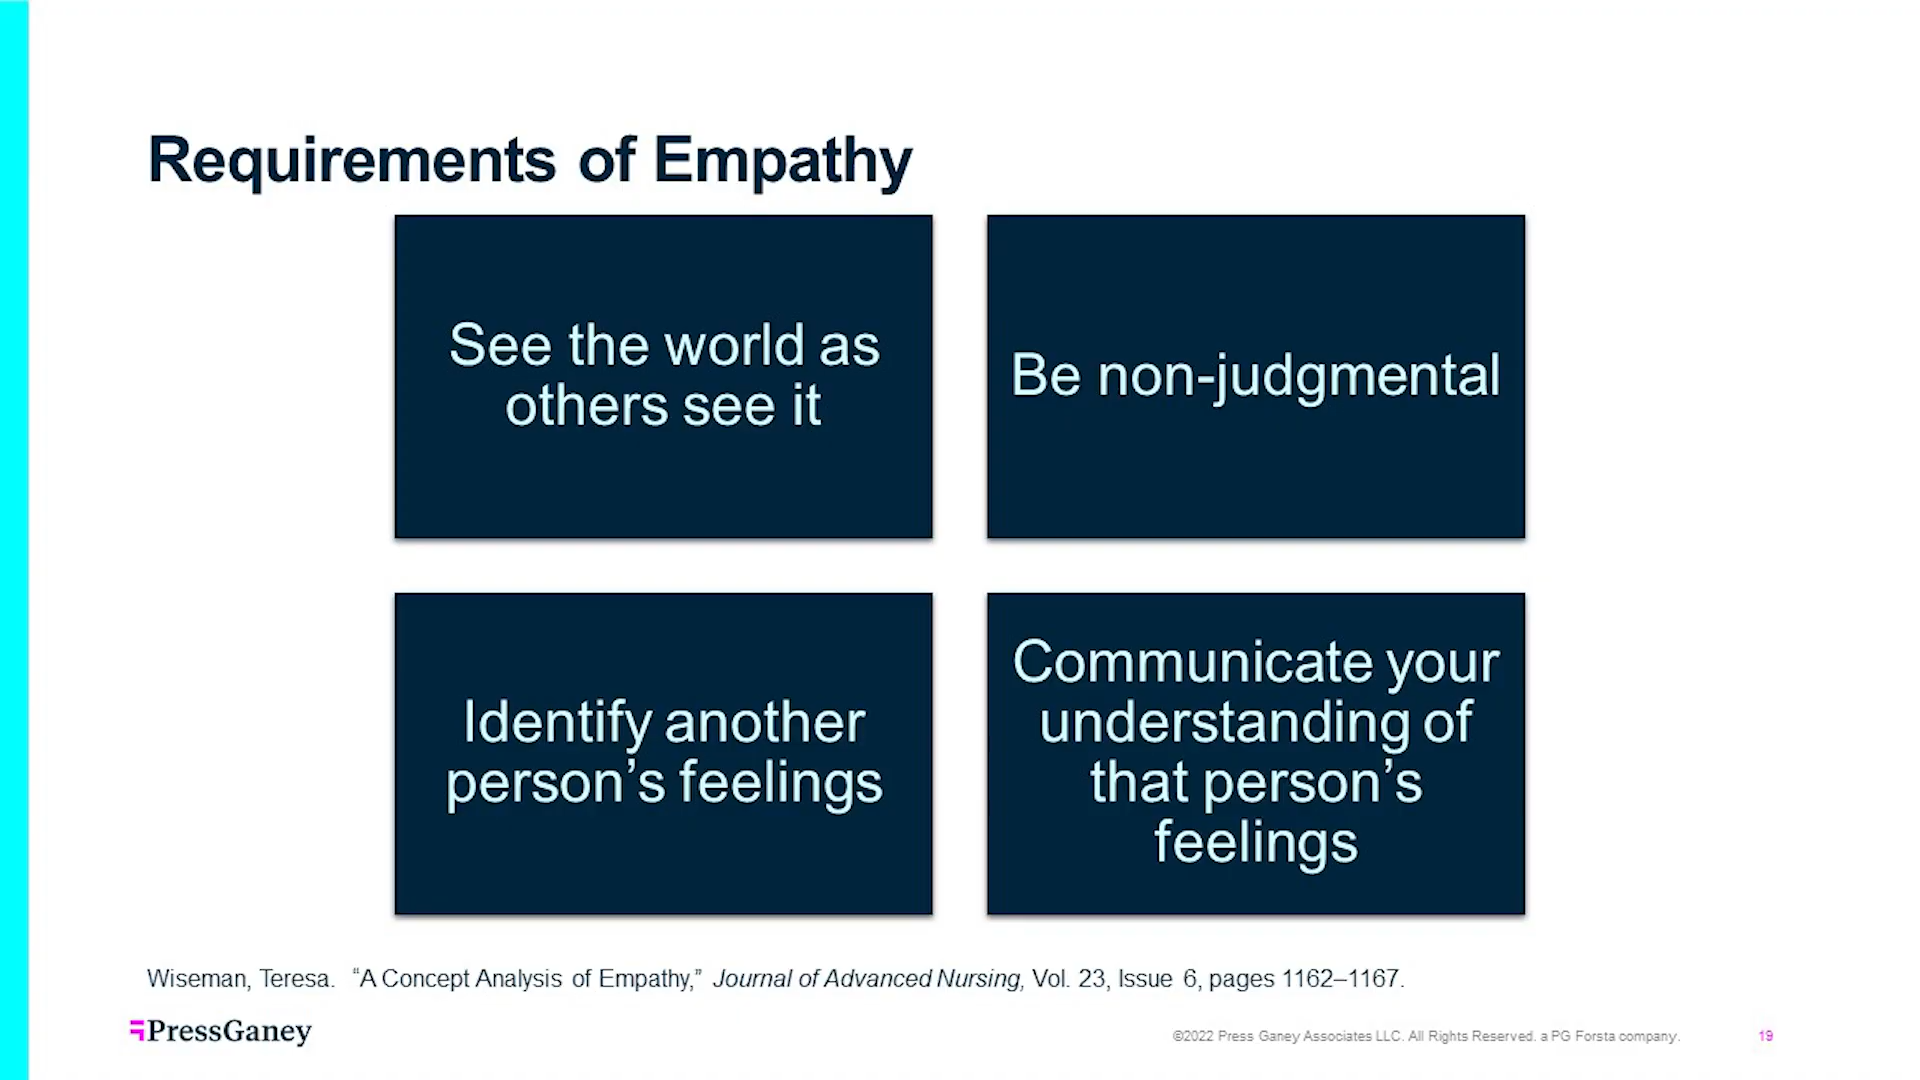 Requirements of Empathy
See the world as
others see it
Be non-judgmental
Identify another
person’s feelings
Communicate your
understanding of
that person’s
feelings
Wiseman, Teresa. “A Concept Analysis of Empathy,” Journal of Advanced Nursing, Vol. 23, Issue 6, pages 1162–1167.
PressGaney
©2022 Press Ganey Associates LLC. All Rights Reserved. a PG Forsta company.
19